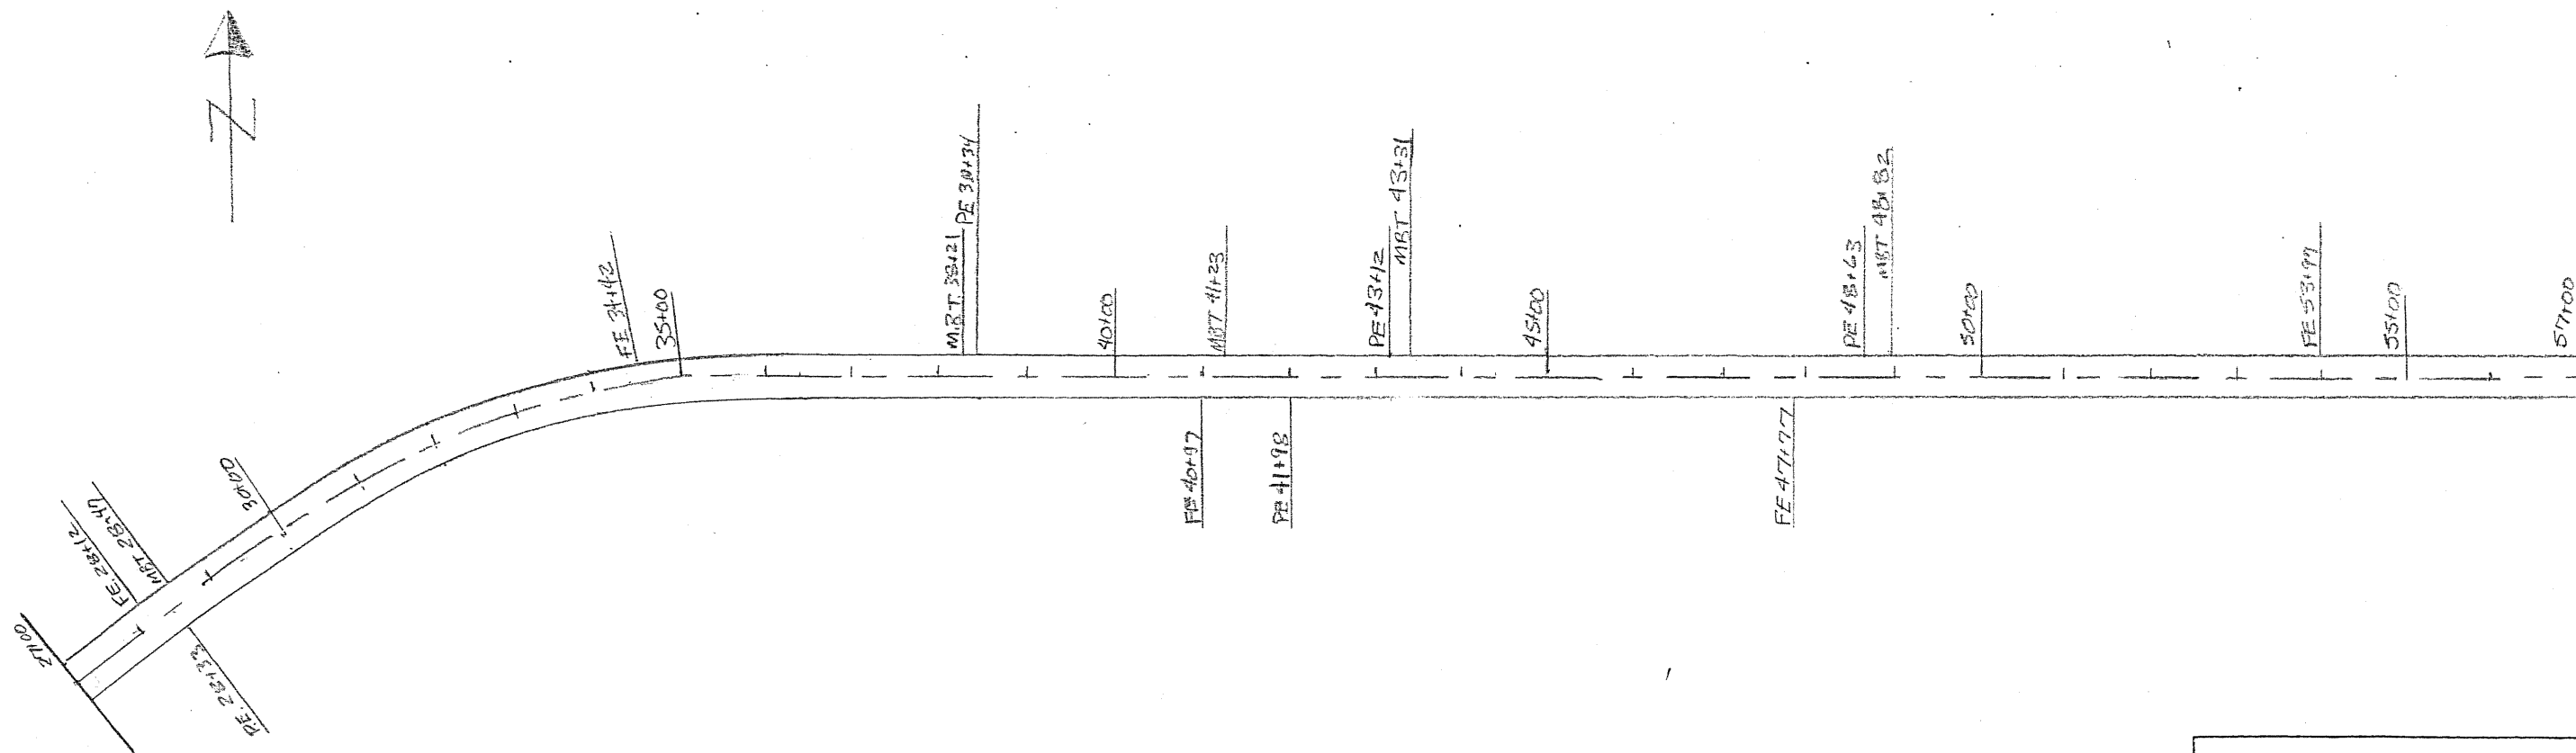 N
27+00
FE. 28+12
MBT 28+47
P.E. 28+33
30+00
FE 34+42
35+00
MBT 38+21
PE 38+34
40+00
FE 40+97
MBT 41+23
PE 41+98
PE 43+12
MBT 43+31
45+00
FE 47+77
PE 48+63
MBT 48+82
50+00
FE 53+99
55+00
57+00